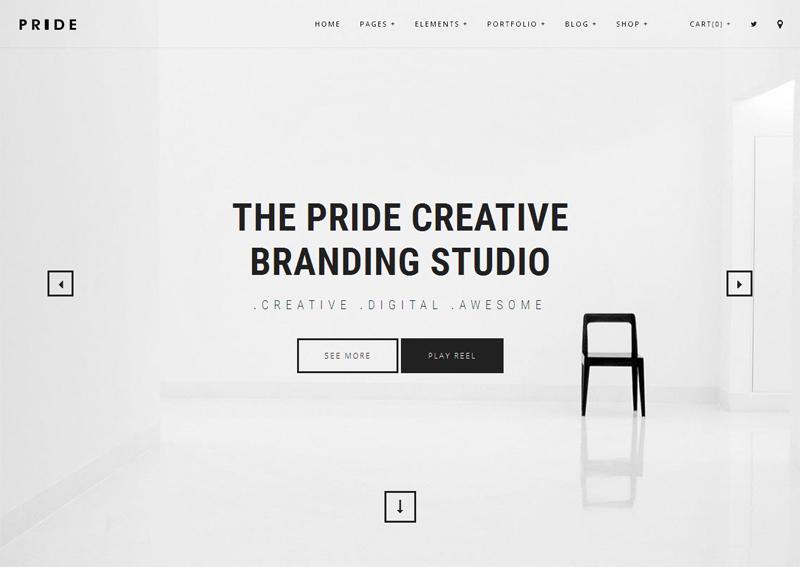 PRIDE
HOME PAGES + ELEMENTS + PORTFOLIO + BLOG + SHOP + CART(0) +
THE PRIDE CREATIVE
BRANDING STUDIO
.CREATIVE .DIGITAL .AWESOME
SEE MORE PLAY REEL